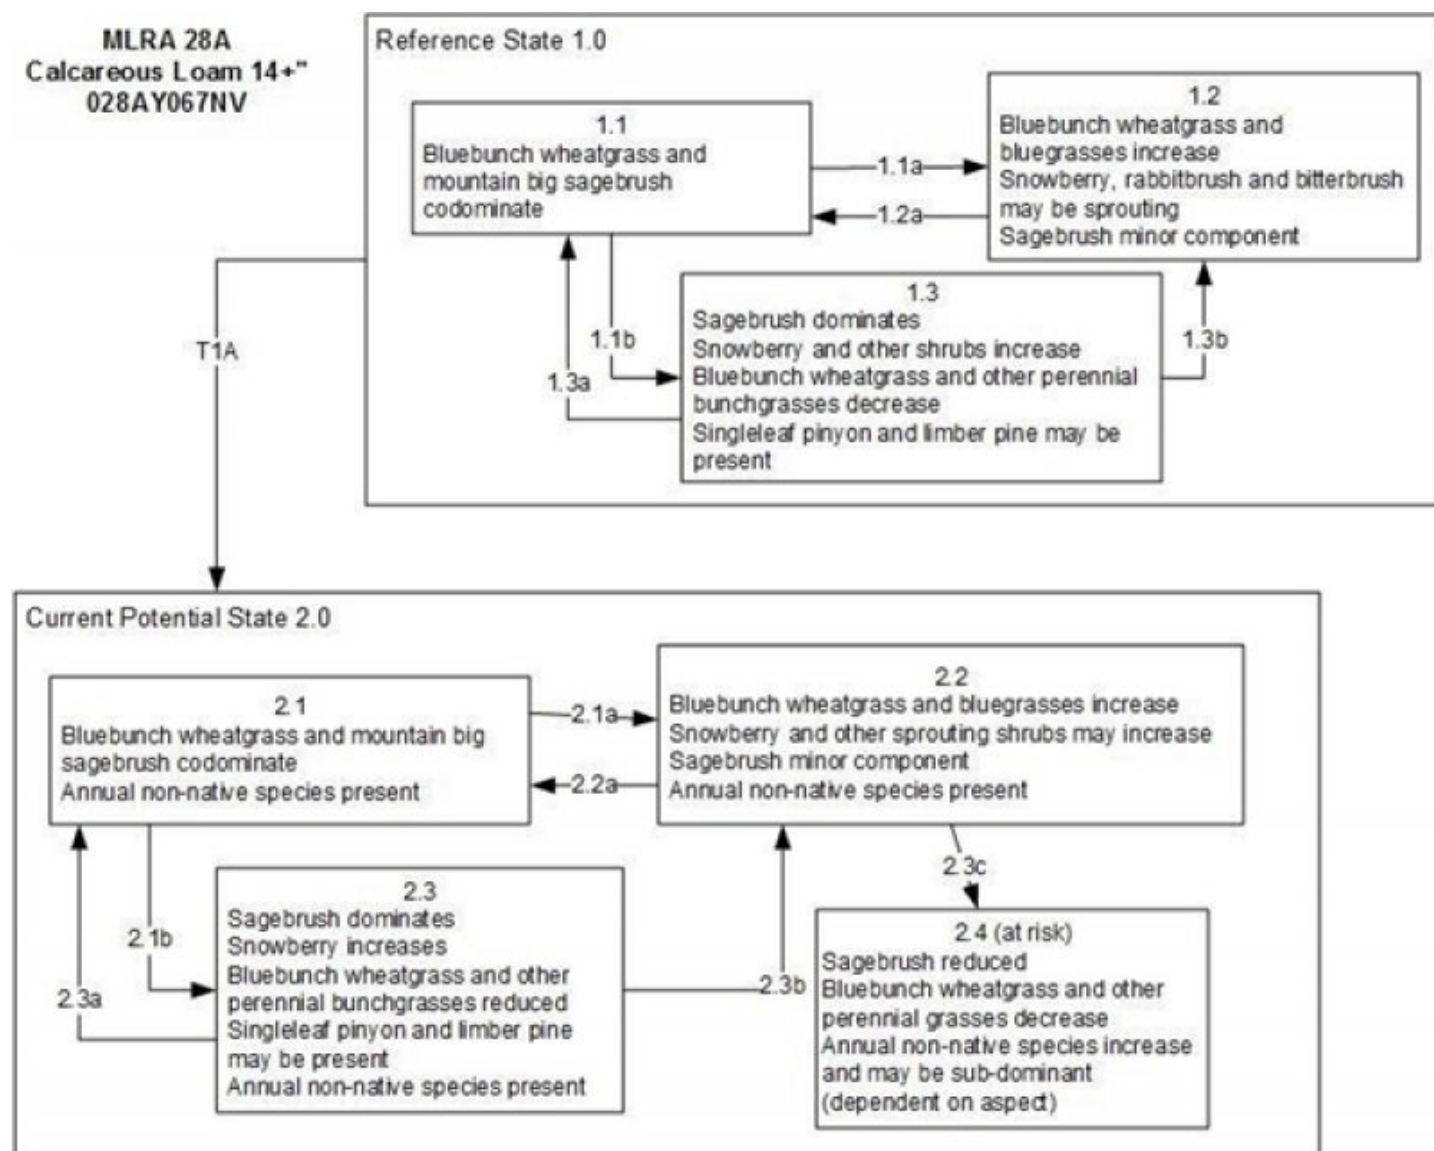 MLRA 28A
Calcareous Loam 14+"
028AY067NV
Reference State 1.0
1.1
Bluebunch wheatgrass and
mountain big sagebrush
codominate
1.1a
1.2a
1.2
Bluebunch wheatgrass and
bluegrasses increase
Snowberry, rabbitbrush and bitterbrush
may be sprouting
Sagebrush minor component
1.1b
1.3a
1.3
Sagebrush dominates
Snowberry and other shrubs increase
Bluebunch wheatgrass and other perennial
bunchgrasses decrease
Singleleaf pinyon and limber pine may be
present
1.3b
T1A
Current Potential State 2.0
2.1
Bluebunch wheatgrass and mountain big
sagebrush codominate
Annual non-native species present
2.1a
2.2a
2.2
Bluebunch wheatgrass and bluegrasses increase
Snowberry and other sprouting shrubs may increase
Sagebrush minor component
Annual non-native species present
2.1b
2.3a
2.3
Sagebrush dominates
Snowberry increases
Bluebunch wheatgrass and other
perennial bunchgrasses reduced
Singleleaf pinyon and limber pine
may be present
Annual non-native species present
2.3b
2.3c
2.4 (at risk)
Sagebrush reduced
Bluebunch wheatgrass and other
perennial grasses decrease
Annual non-native species increase
and may be sub-dominant
(dependent on aspect)